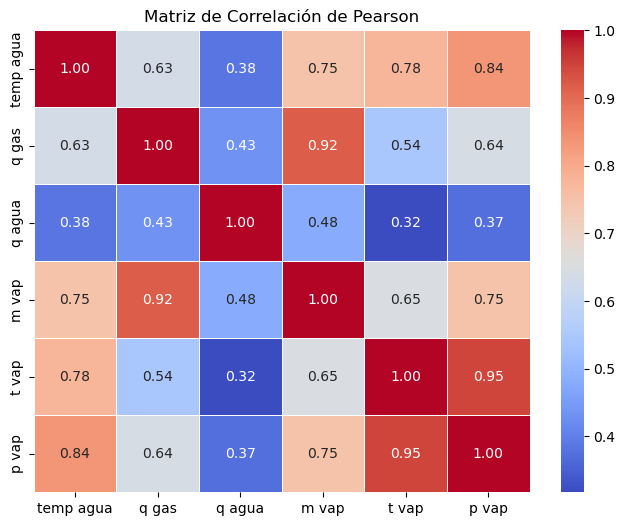 Matriz de Correlación de Pearson
temp agua 1.00 0.63 0.38 0.75 0.78 0.84
q gas 0.63 1.00 0.43 0.92 0.54 0.64
q agua 0.38 0.43 1.00 0.48 0.32 0.37
m vap 0.75 0.92 0.48 1.00 0.65 0.75
t vap 0.78 0.54 0.32 0.65 1.00 0.95
p vap 0.84 0.64 0.37 0.75 0.95 1.00
temp agua q gas q agua m vap t vap p vap
1.0
0.9
0.8
0.7
0.6
0.5
0.4